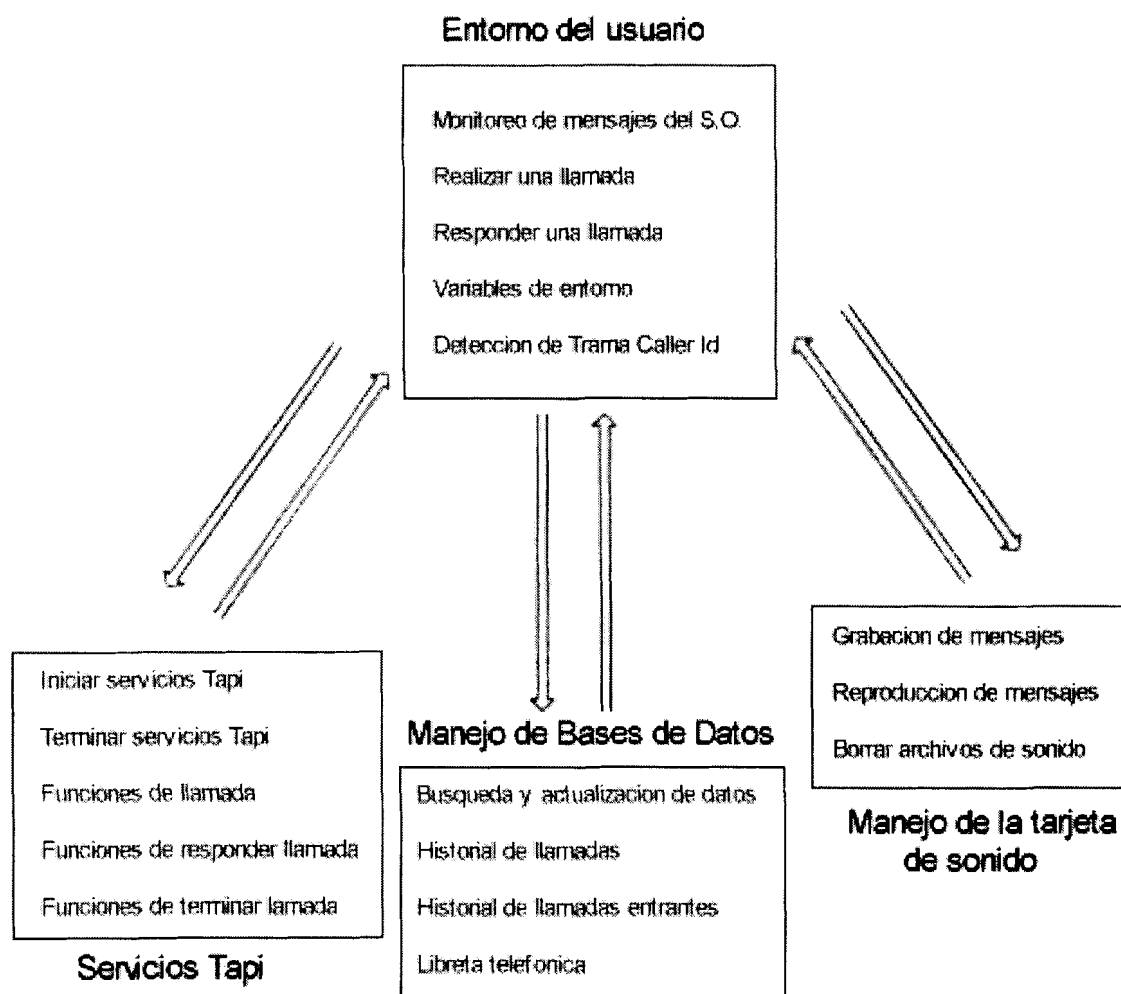 Entorno del usuario
Monitoreo de mensajes del S.O.
Realizar una llamada
Responder una llamada
Variables de entorno
Deteccion de Trama Caller Id
Iniciar servicios Tapi
Terminar servicios Tapi
Funciones de llamada
Funciones de responder llamada
Funciones de terminar lamada
Servicios Tapi
Manejo de Bases de Datos
Búsqueda y actualizacion de datos
Historial de llamadas
Historial de llamadas entrantes
Libreta telefonica
Grabacion de mensajes
Reproduccion de mensajes
Borrar archivos de sonido
Manejo de la tarjeta
de sonido